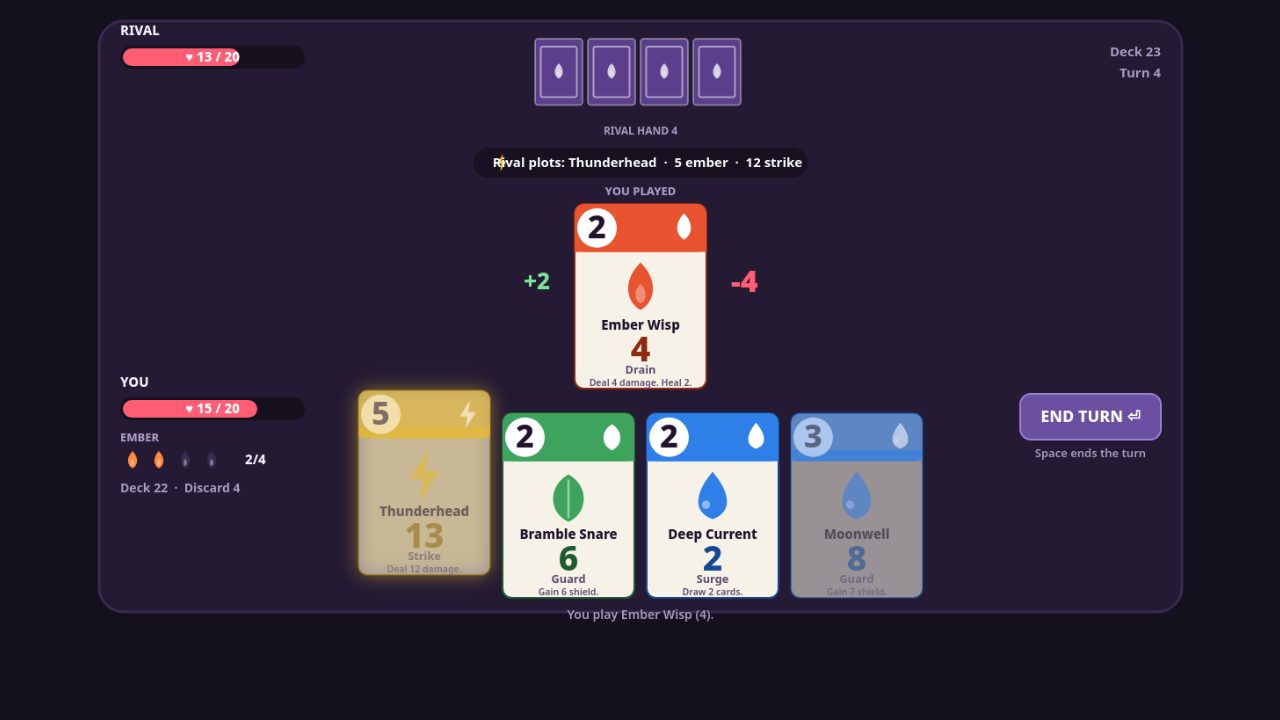 RIVAL
♥ 13 / 20
Deck 23
Turn 4
RIVAL HAND 4
Rival plots: Thunderhead · 5 ember · 12 strike
YOU PLAYED
2
+2
-4
Ember Wisp
4
Drain
Deal 4 damage. Heal 2.
YOU
♥ 15 / 20
EMBER
2/4
Deck 22 · Discard 4
5
Thunderhead
13
Strike
Deal 12 damage.
2
Bramble Snare
6
Guard
Gain 6 shield.
2
Deep Current
2
Surge
Draw 2 cards.
3
Moonwell
8
Guard
Gain 7 shield.
END TURN ⏎
Space ends the turn
You play Ember Wisp (4).